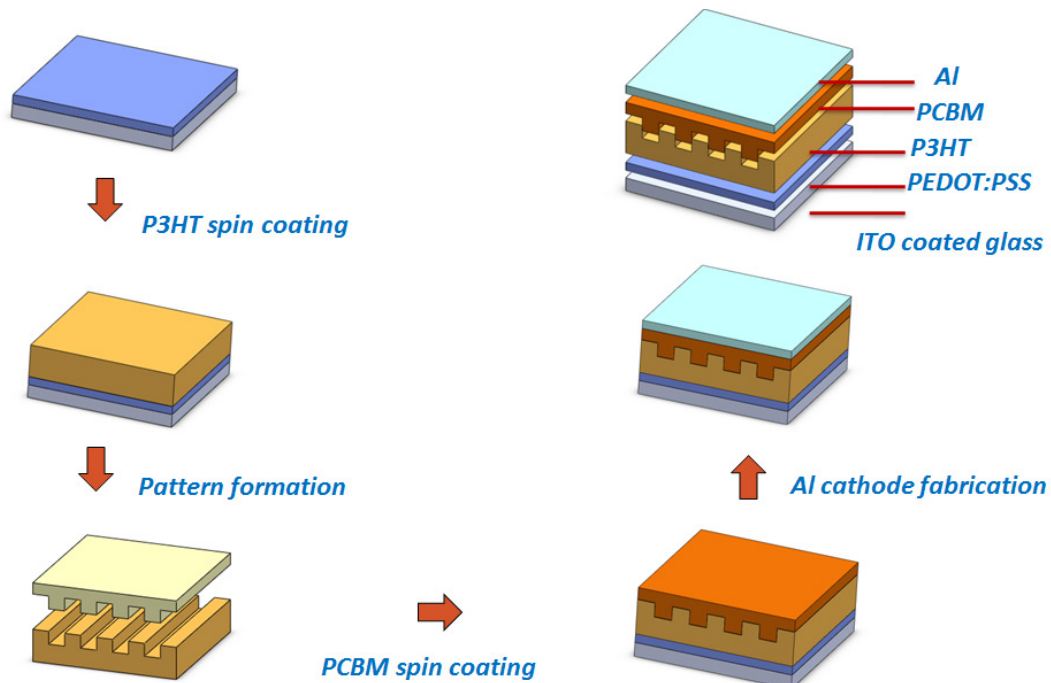 Al
PCBM
P3HT
PEDOT:PSS
ITO coated glass
P3HT spin coating
Pattern formation
PCBM spin coating
Al cathode fabrication